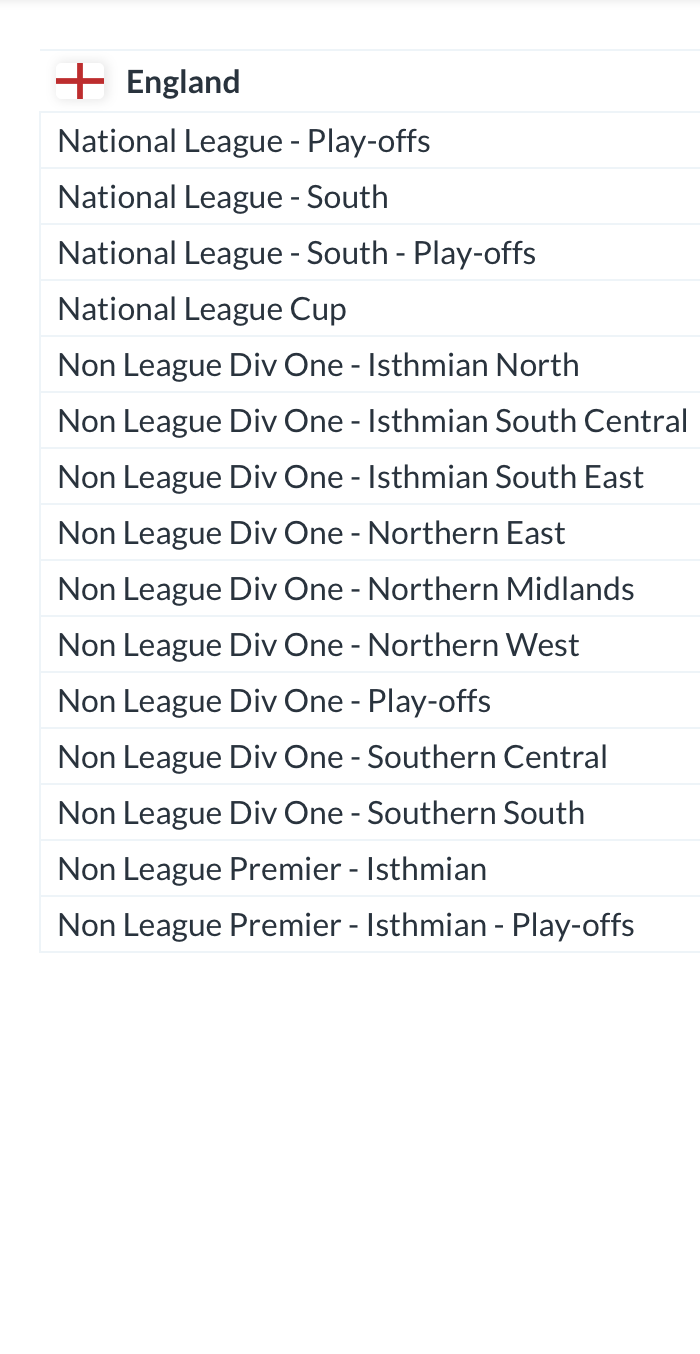 England
National League - Play-offs
National League - South
National League - South - Play-offs
National League Cup
Non League Div One - Isthmian North
Non League Div One - Isthmian South Central
Non League Div One - Isthmian South East
Non League Div One - Northern East
Non League Div One - Northern Midlands
Non League Div One - Northern West
Non League Div One - Play-offs
Non League Div One - Southern Central
Non League Div One - Southern South
Non League Premier - Isthmian
Non League Premier - Isthmian - Play-offs